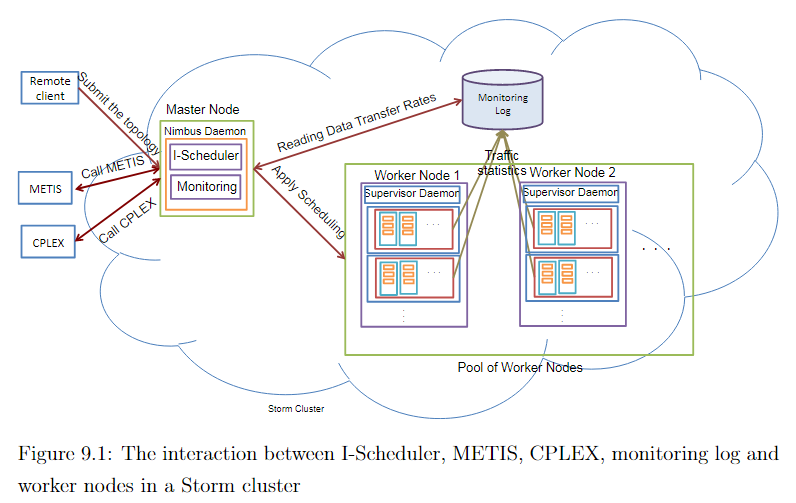 Remote
client
Submit the topology
METIS
Call METIS
CPLEX
Call CPLEX
Master Node
Nimbus Daemon
I-Scheduler
Monitoring
Reading Data Transfer Rates
Apply Scheduling
Monitoring
Log
Traffic
statistics
Worker Node 1
Supervisor Daemon
. . .
. . .
Worker Node 2
Supervisor Daemon
. . .
. . .
. . .
Pool of Worker Nodes
Storm Cluster
Figure 9.1: The interaction between I-Scheduler, METIS, CPLEX, monitoring log and
worker nodes in a Storm cluster